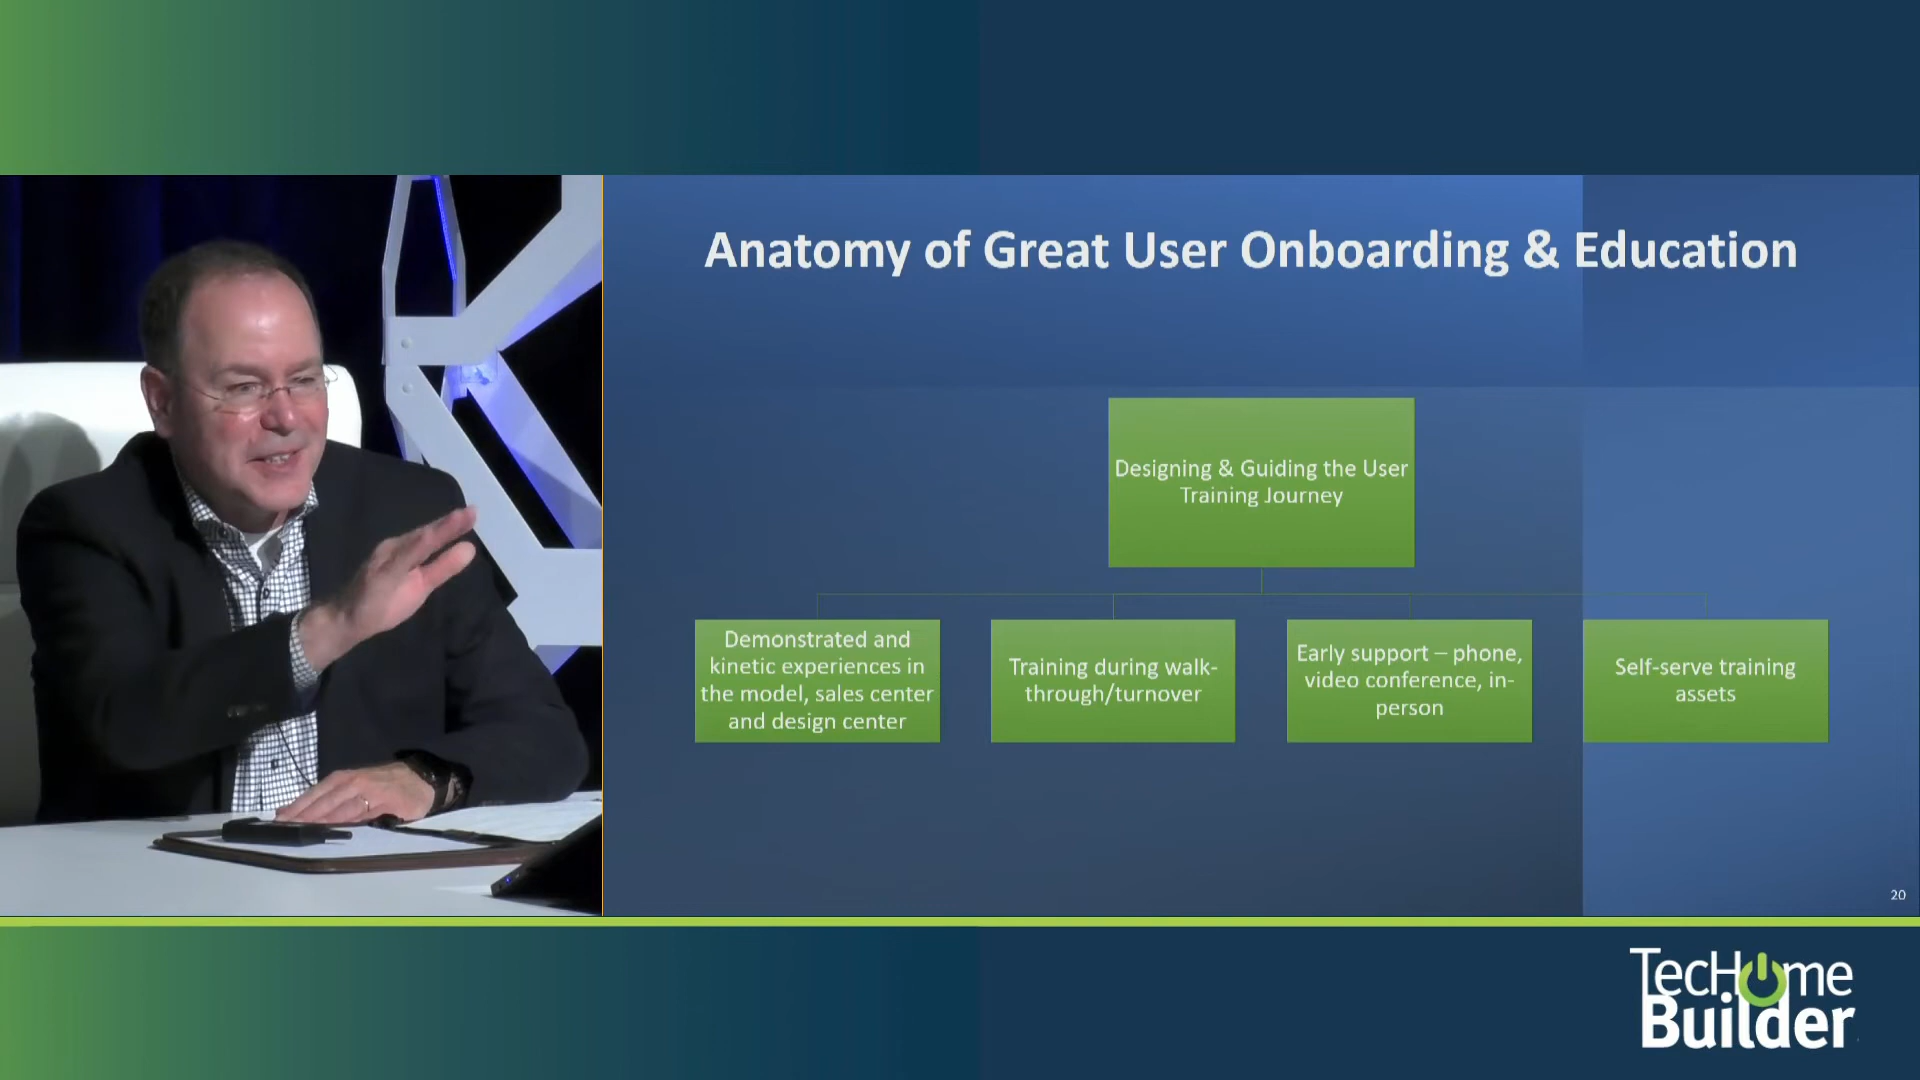 Anatomy of Great User Onboarding & Education
Designing & Guiding the User
Training Journey
Demonstrated and
kinetic experiences in
the model, sales center
and design center
Training during walk-
through/turnover
Early support – phone,
video conference, in-
person
Self-serve training
assets
20
TecHome
Builder